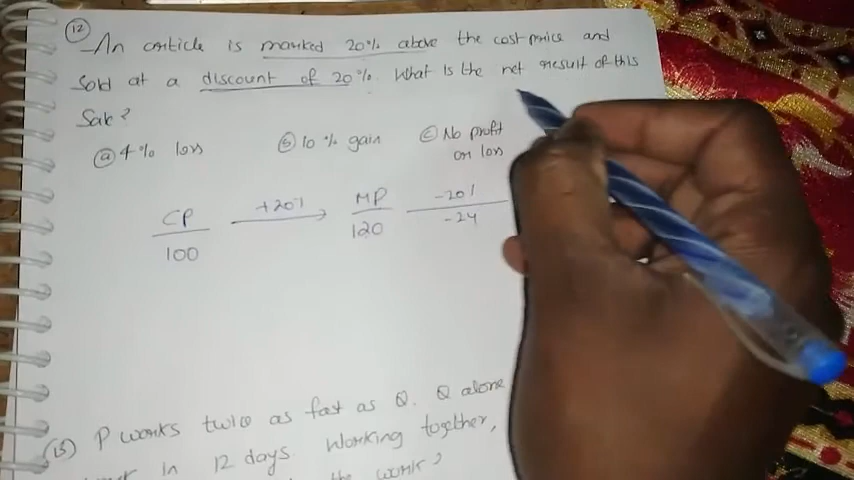 (12) An article is marked 20% above the cost price and
sold at a discount of 20%. What is the net result of this
Sale?
(a) 4% loss (b) 10% gain (c) No profit
or loss
CP +20% MP -20%
100 120 -24
(13) P works twice as fast as Q. Q alone
in 12 days. Working together,
the work?